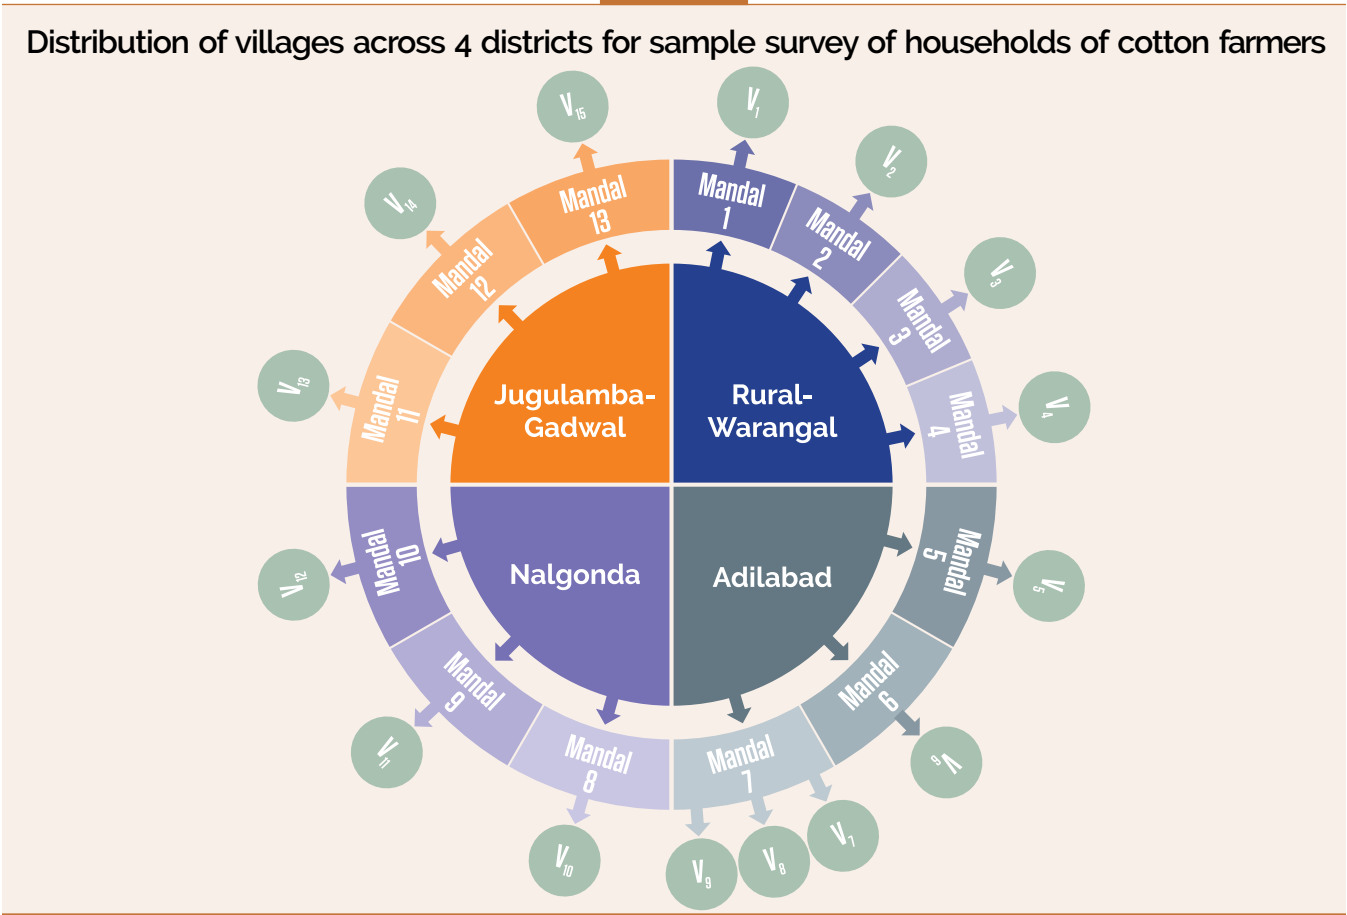 Distribution of villages across 4 districts for sample survey of households of cotton farmers
V1
V2
V3
V4
V5
V6
V7
V8
V9
V10
V11
V12
V13
V14
V15
Mandal
1
Mandal
2
Mandal
3
Mandal
4
Mandal
5
Mandal
6
Mandal
7
Mandal
8
Mandal
9
Mandal
10
Mandal
11
Mandal
12
Mandal
13
Jugulamba-
Gadwal
Rural-
Warangal
Nalgonda
Adilabad